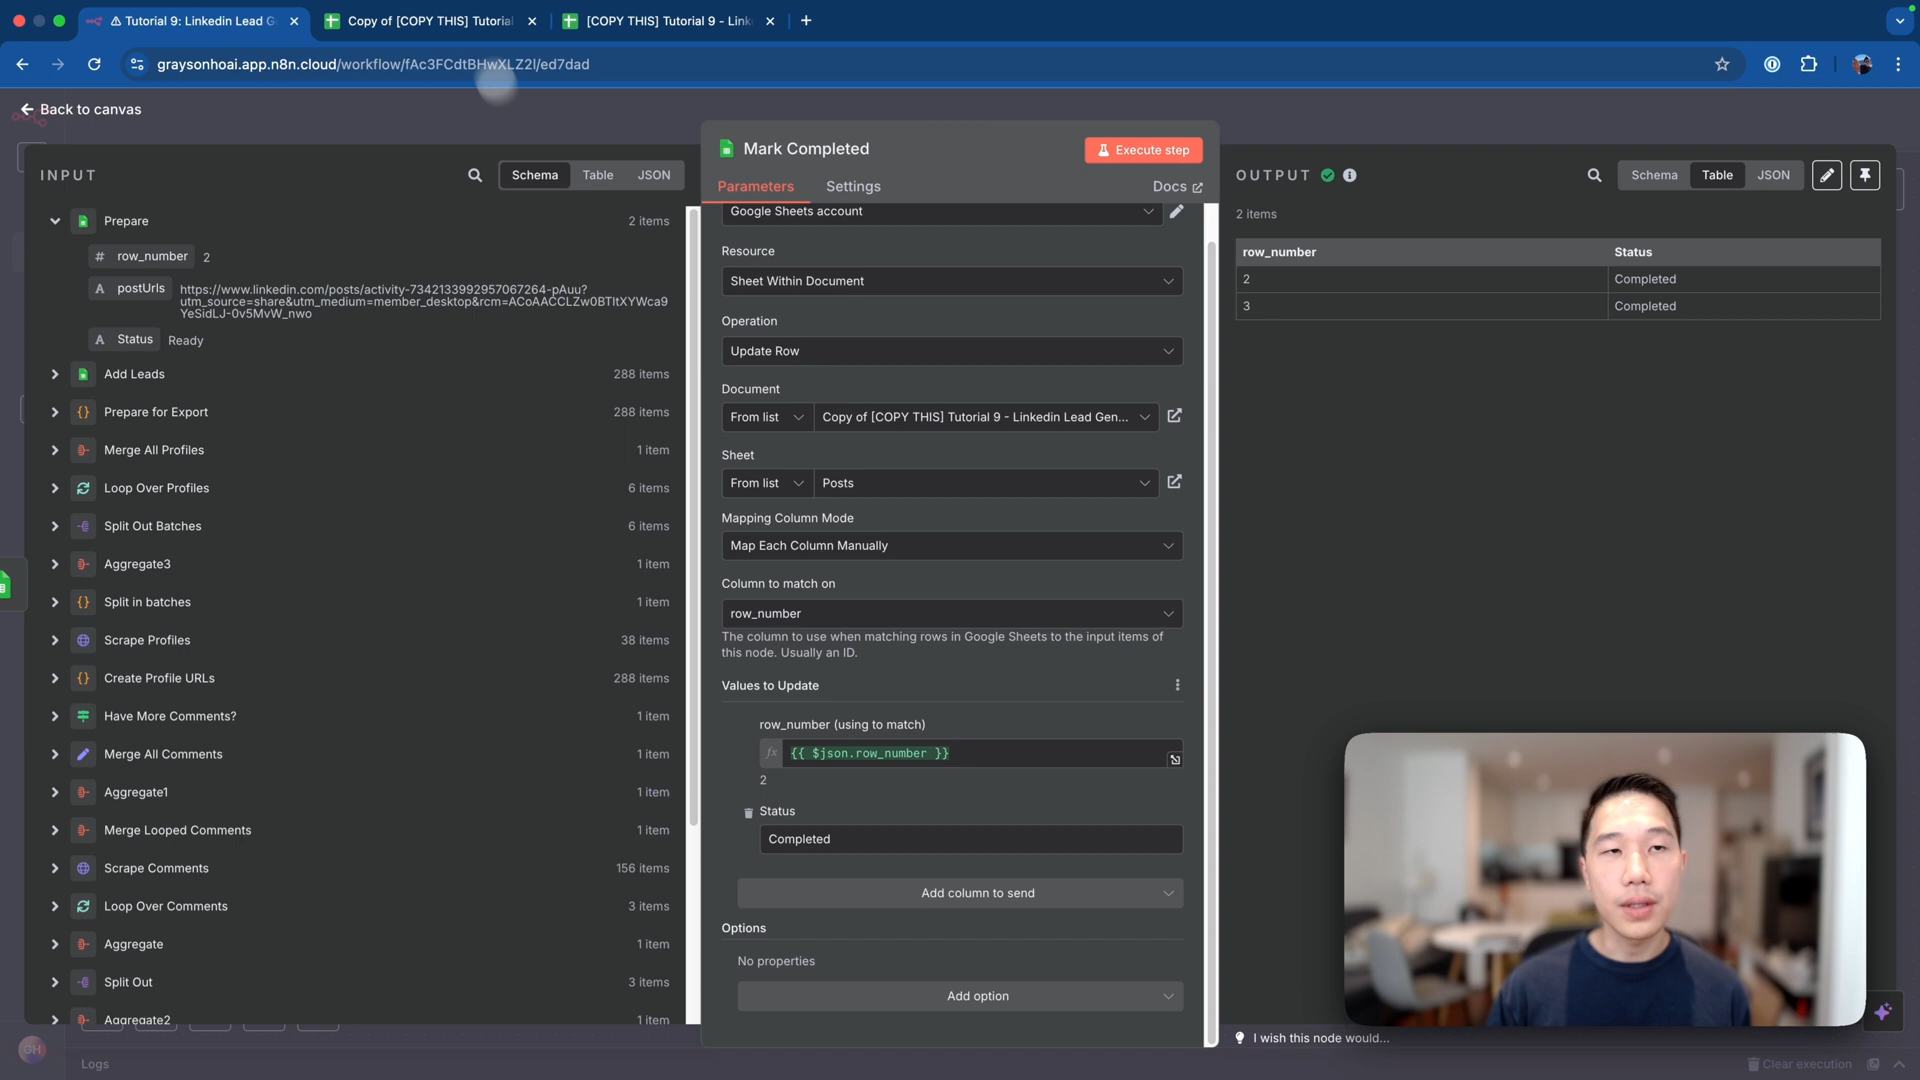 Tutorial 9: Linkedin Lead G
Copy of [COPY THIS] Tutorial
[COPY THIS] Tutorial 9 - Link
graysonhoai.app.n8n.cloud/workflow/fAc3FCdtBHwXLZ2l/ed7dad
Back to canvas
INPUT
Schema
Table
JSON
Prepare
2 items
# row_number
2
A postUrls
https://www.linkedin.com/posts/activity-7342133992957067264-pAuu?
utm_source=share&utm_medium=member_desktop&rcm=ACoAACCLZw0BTItXYWca9
YeSidLJ-0v5MvW_nwo
A Status
Ready
Add Leads
288 items
Prepare for Export
288 items
Merge All Profiles
1 item
Loop Over Profiles
6 items
Split Out Batches
6 items
Aggregate3
1 item
Split in batches
1 item
Scrape Profiles
38 items
Create Profile URLs
288 items
Have More Comments?
1 item
Merge All Comments
1 item
Aggregate1
1 item
Merge Looped Comments
1 item
Scrape Comments
156 items
Loop Over Comments
3 items
Aggregate
1 item
Split Out
3 items
Aggregate2
1 item
GH
Logs
Mark Completed
Execute step
Parameters
Settings
Docs
Google Sheets account
Resource
Sheet Within Document
Operation
Update Row
Document
From list
Copy of [COPY THIS] Tutorial 9 - Linkedin Lead Gen...
Sheet
From list
Posts
Mapping Column Mode
Map Each Column Manually
Column to match on
row_number
The column to use when matching rows in Google Sheets to the input items of
this node. Usually an ID.
Values to Update
row_number (using to match)
fx
{{ $json.row_number }}
2
Status
Completed
Add column to send
Options
No properties
Add option
OUTPUT
Schema
Table
JSON
2 items
row_number
Status
2
Completed
3
Completed
I wish this node would...
Clear execution